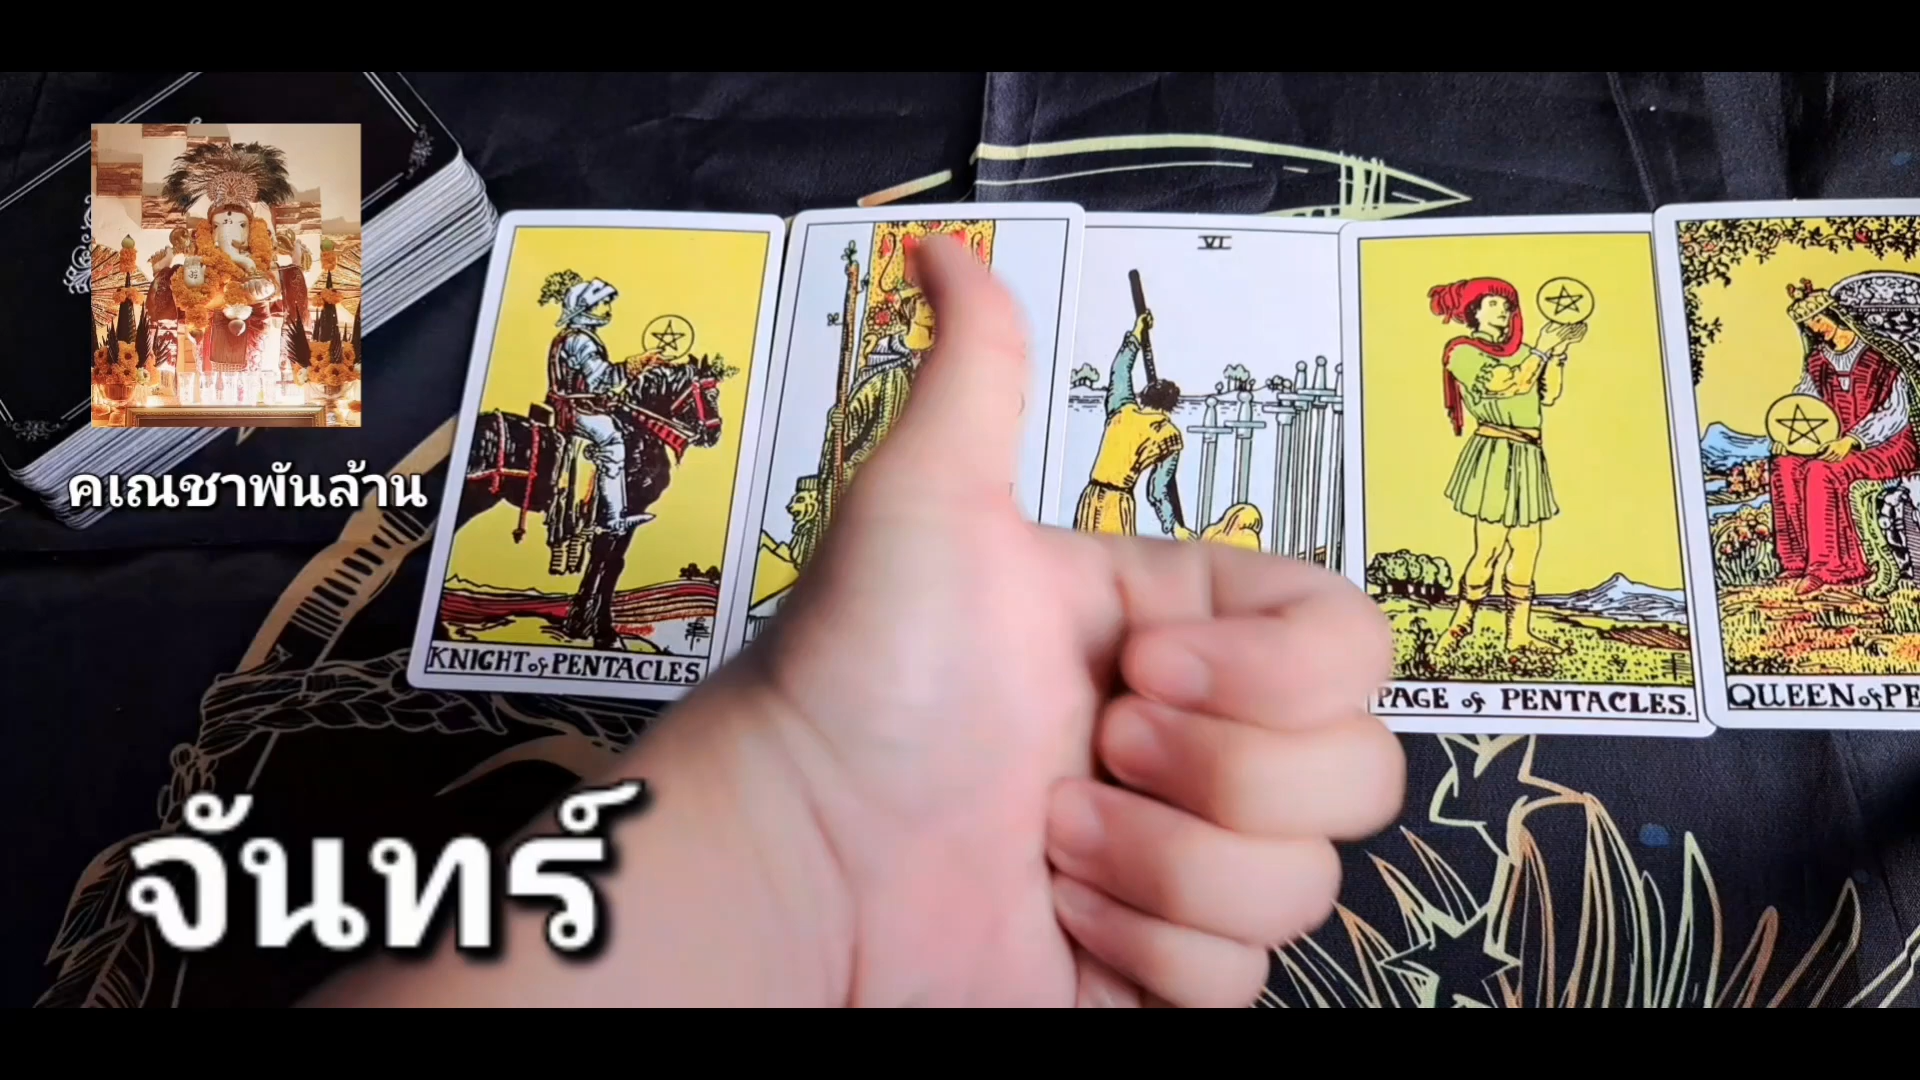 VI
คเณชาพันล้าน
KNIGHT of PENTACLES
PAGE of PENTACLES.
QUEEN of PE
จันทร์